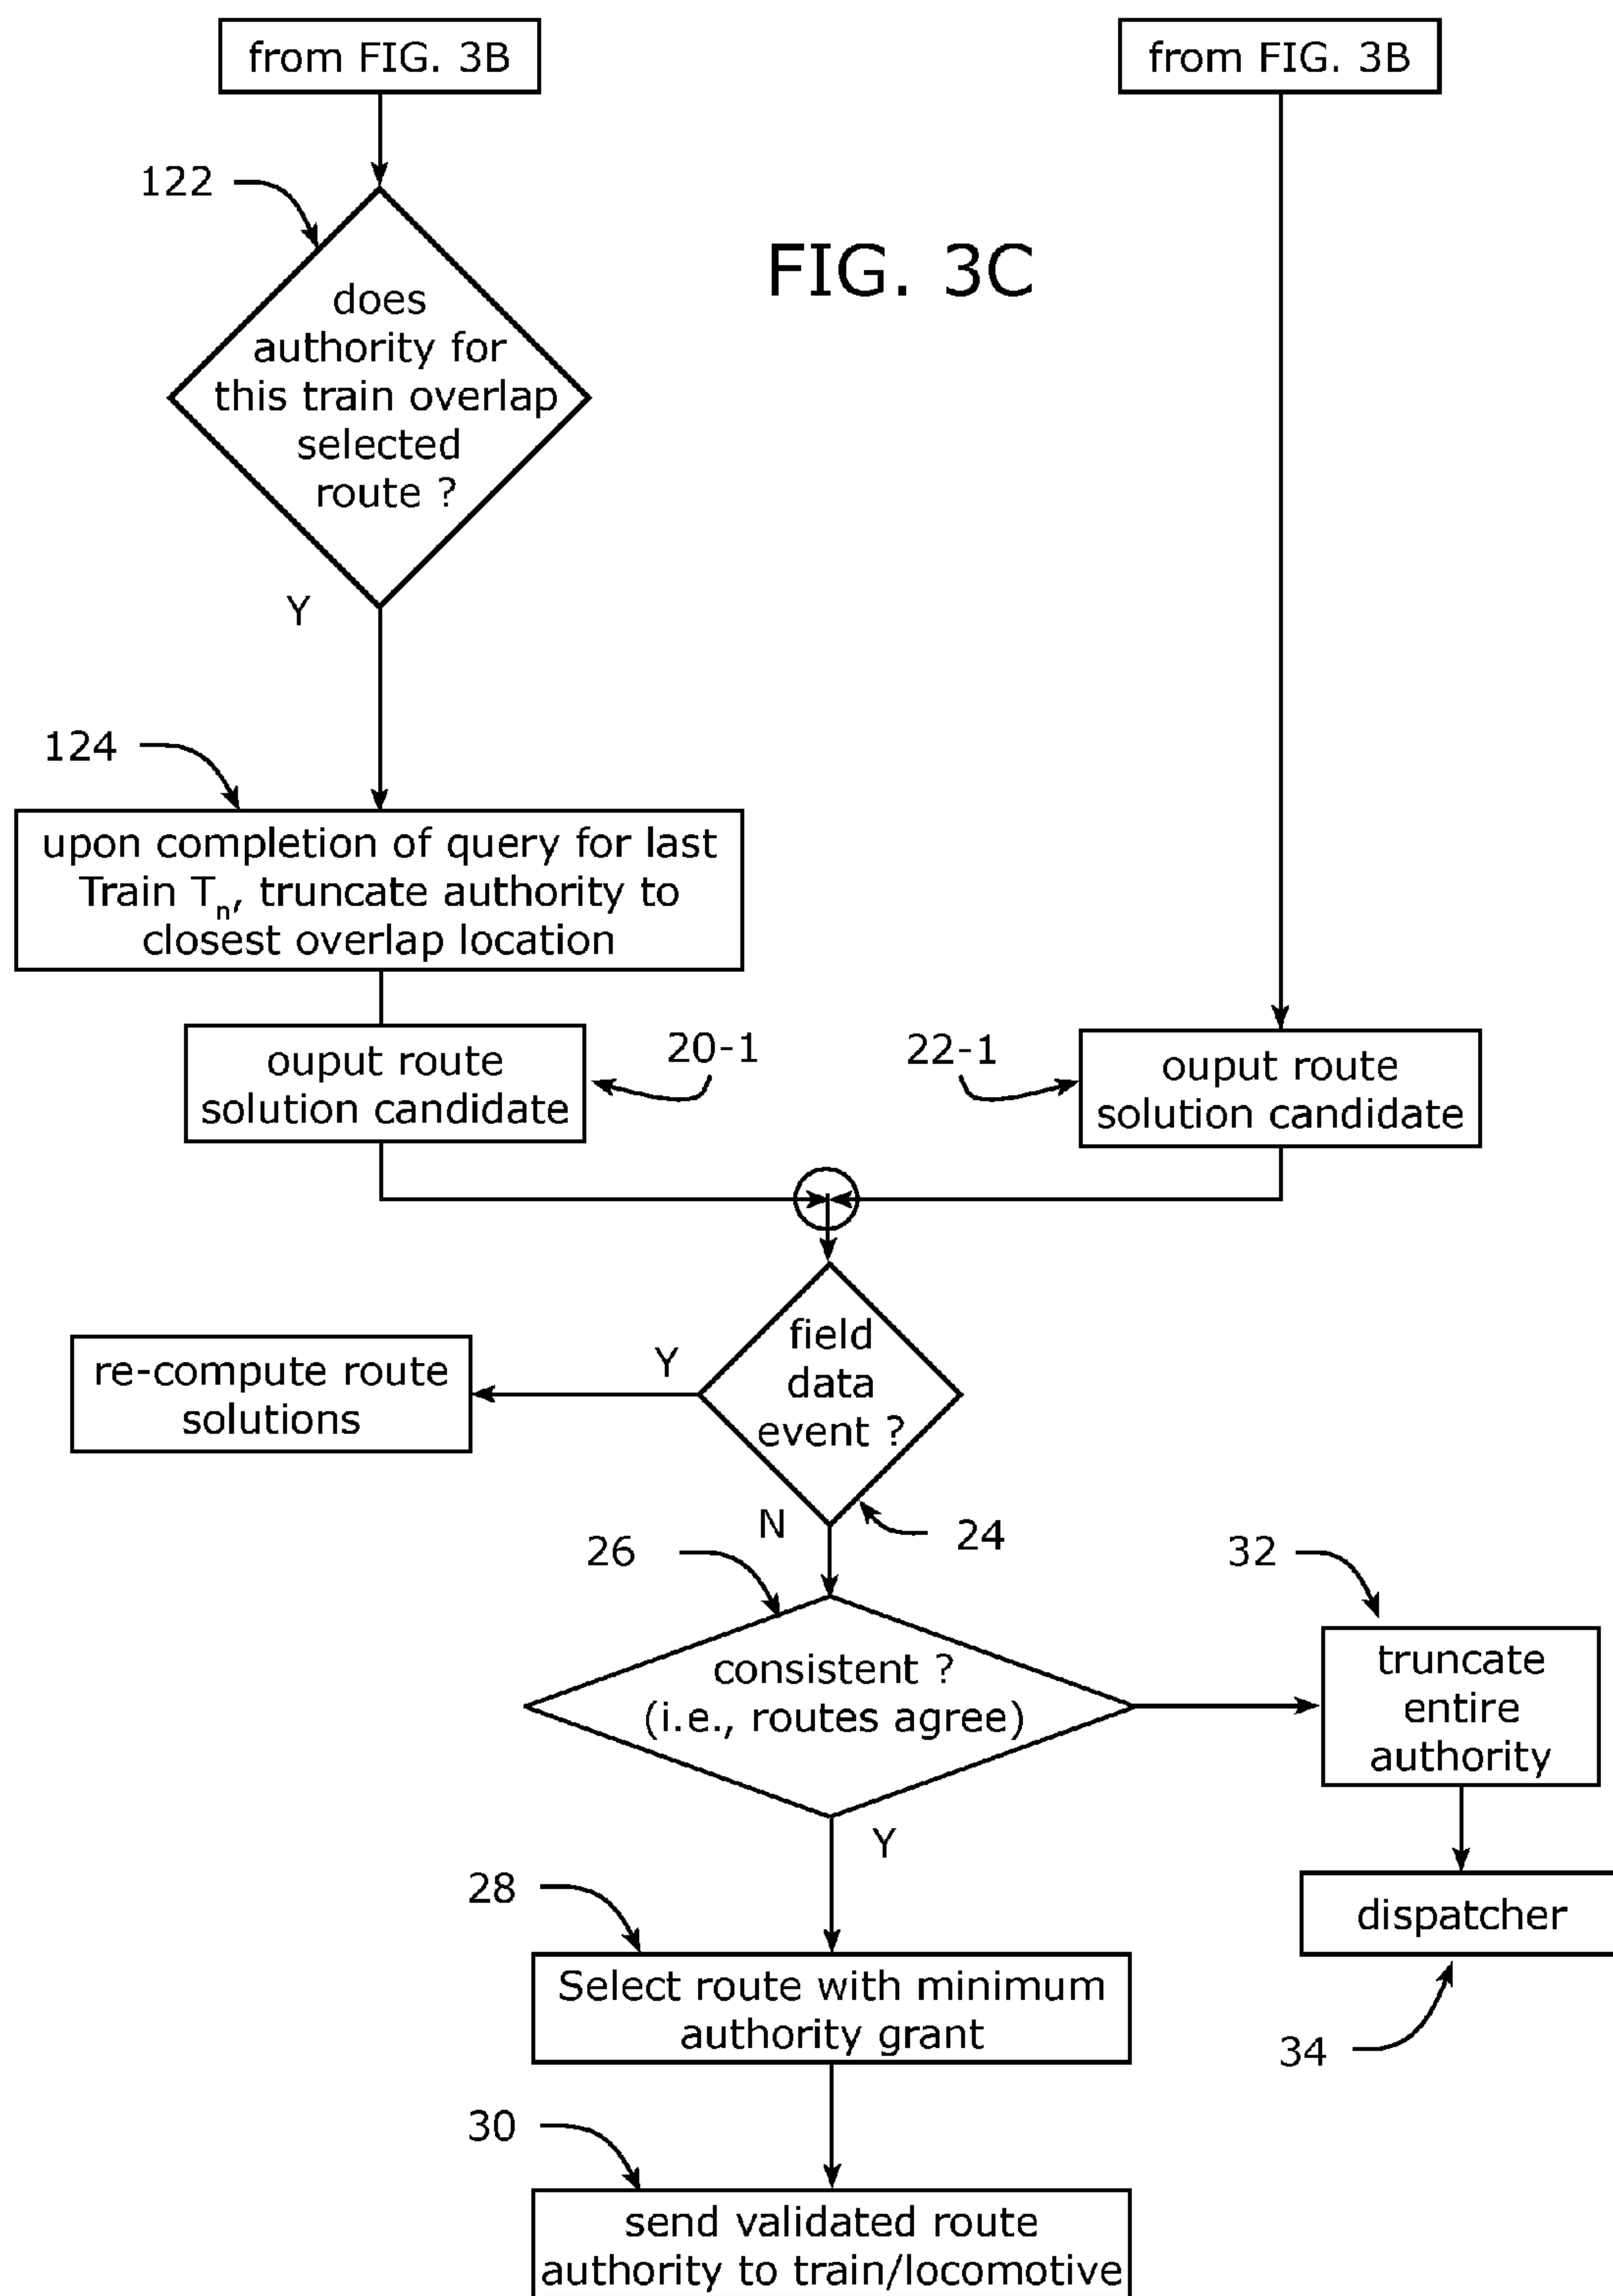 from FIG. 3B
from FIG. 3B
122
FIG. 3C
does
authority for
this train overlap
selected
route ?
Y
124
upon completion of query for last
Train Tn, truncate authority to
closest overlap location
20-1
22-1
ouput route
solution candidate
ouput route
solution candidate
field
data
event ?
Y
re-compute route
solutions
N
24
26
32
consistent ?
(i.e., routes agree)
truncate
entire
authority
Y
28
dispatcher
Select route with minimum
authority grant
34
30
send validated route
authority to train/locomotive